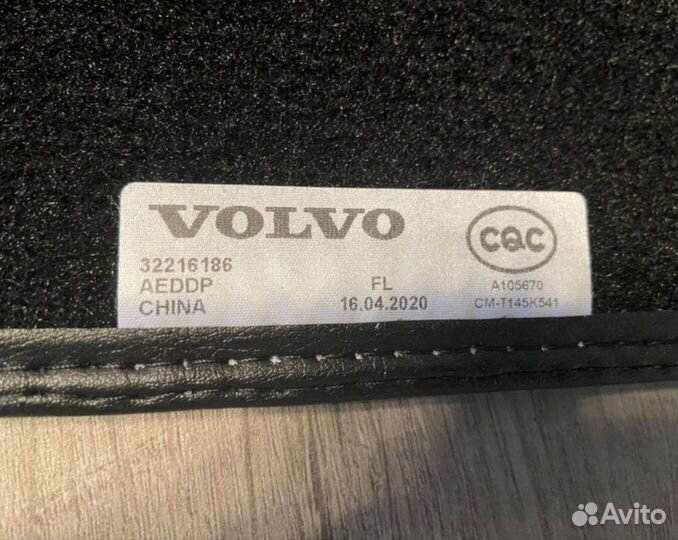 VOLVO
32216186
AEDDP
CHINA
FL
16.04.2020
CQC
A105670
CM-T145K541
Avito